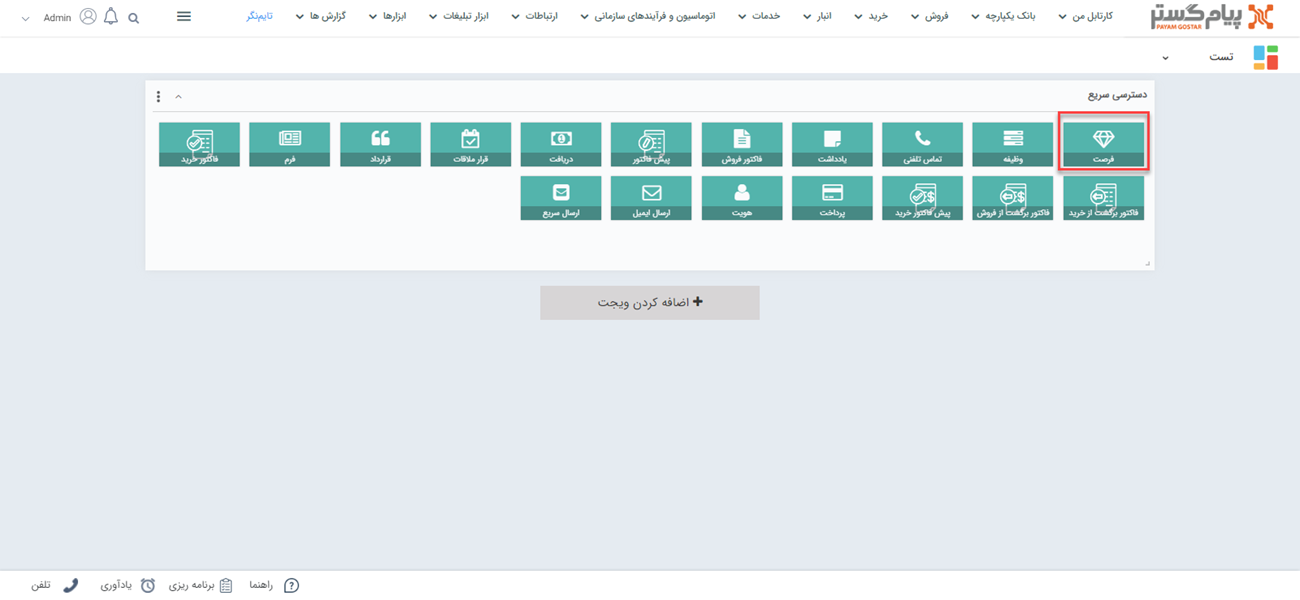 پیام گستر
PAYAM GOSTAR
کارتابل من
بانک یکپارچه
فروش
خرید
انبار
خدمات
اتوماسیون و فرآیندهای سازمانی
ارتباطات
ابزار تبلیغات
ابزارها
گزارش ها
تایم‌نگر
Admin
تست
دسترسی سریع
فرصت
وظیفه
تماس تلفنی
یادداشت
فاکتور فروش
پیش فاکتور
دریافت
قرار ملاقات
قرارداد
فرم
فاکتور خرید
فاکتور برگشت از خرید
فاکتور برگشت از فروش
پیش فاکتور خرید
پرداخت
هویت
ارسال ایمیل
ارسال سریع
+ اضافه کردن ویجت
راهنما
برنامه ریزی
یادآوری
تلفن